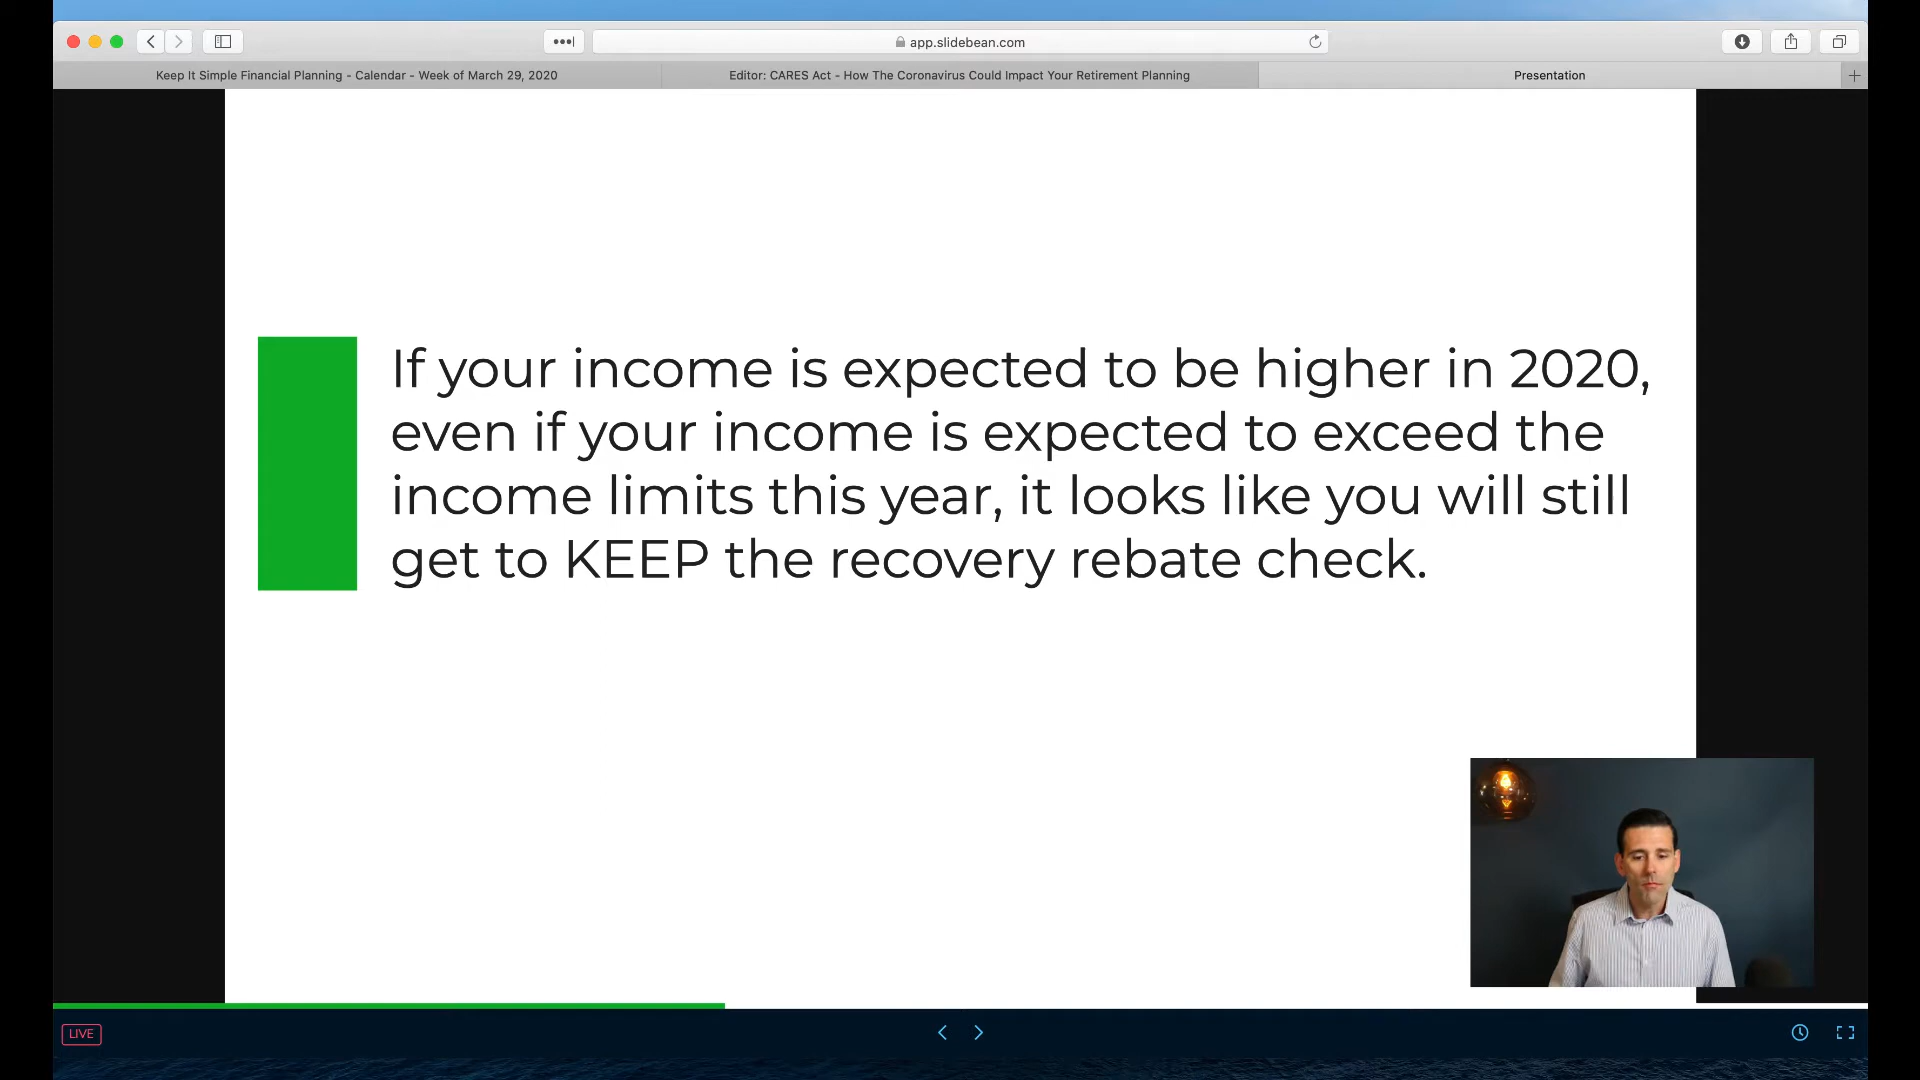 app.slidebean.com
Keep It Simple Financial Planning - Calendar - Week of March 29, 2020
Editor: CARES Act - How The Coronavirus Could Impact Your Retirement Planning
Presentation
If your income is expected to be higher in 2020,
even if your income is expected to exceed the
income limits this year, it looks like you will still
get to KEEP the recovery rebate check.
LIVE